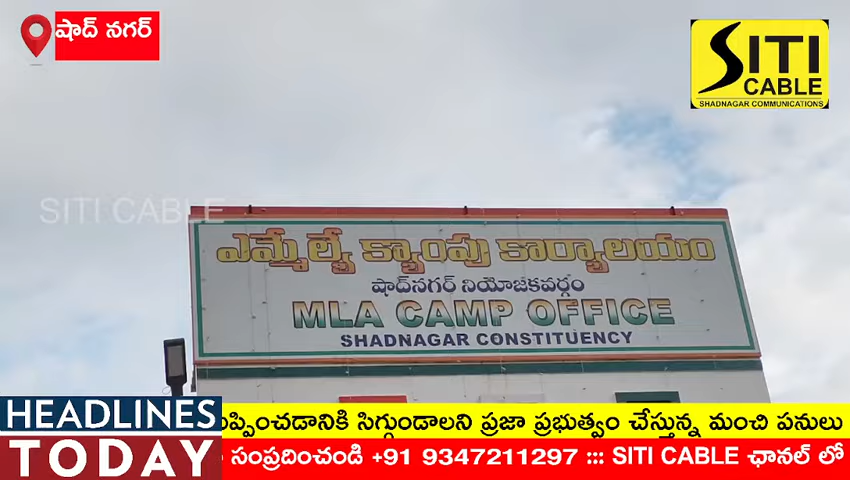 షాద్ నగర్
SITI
CABLE
SHADNAGAR COMMUNICATIONS
SITI CABLE
ఎమ్మేల్యే క్యాంపు కార్యాలయం
షాద్‌నగర్ నియోజకవర్గం
MLA CAMP OFFICE
SHADNAGAR CONSTITUENCY
HEADLINES
TODAY
ప్పించడానికి సిగ్గుండాలని ప్రజా ప్రభుత్వం చేస్తున్న మంచి పనులు
సంప్రదించండి +91 9347211297 ::: SITI CABLE ఛానల్ లో